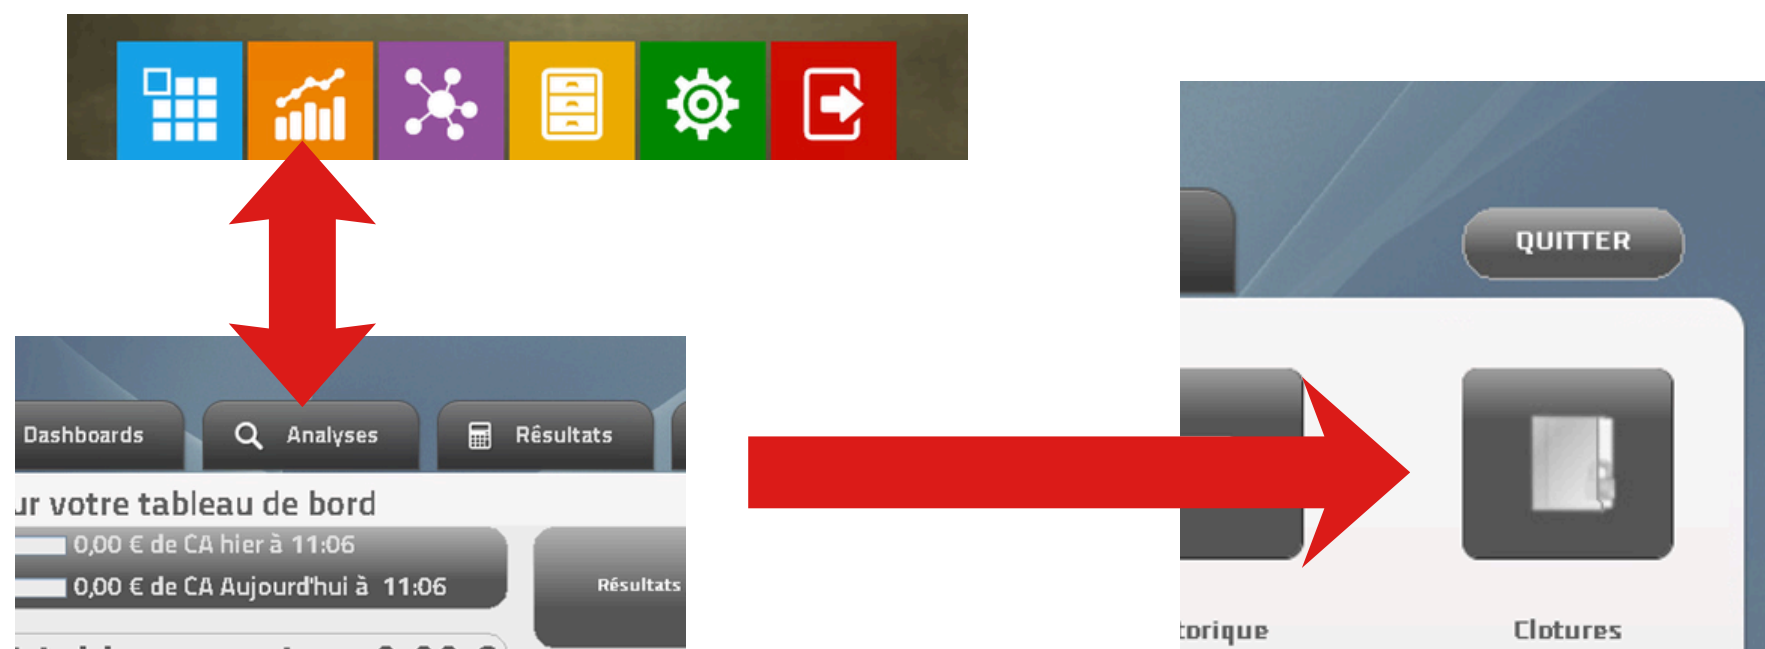 Dashboards
Analyses
Résultats
ur votre tableau de bord
0,00 € de CA hier à 11:06
0,00 € de CA Aujourd'hui à 11:06
Résultats
QUITTER
torique
Clotures